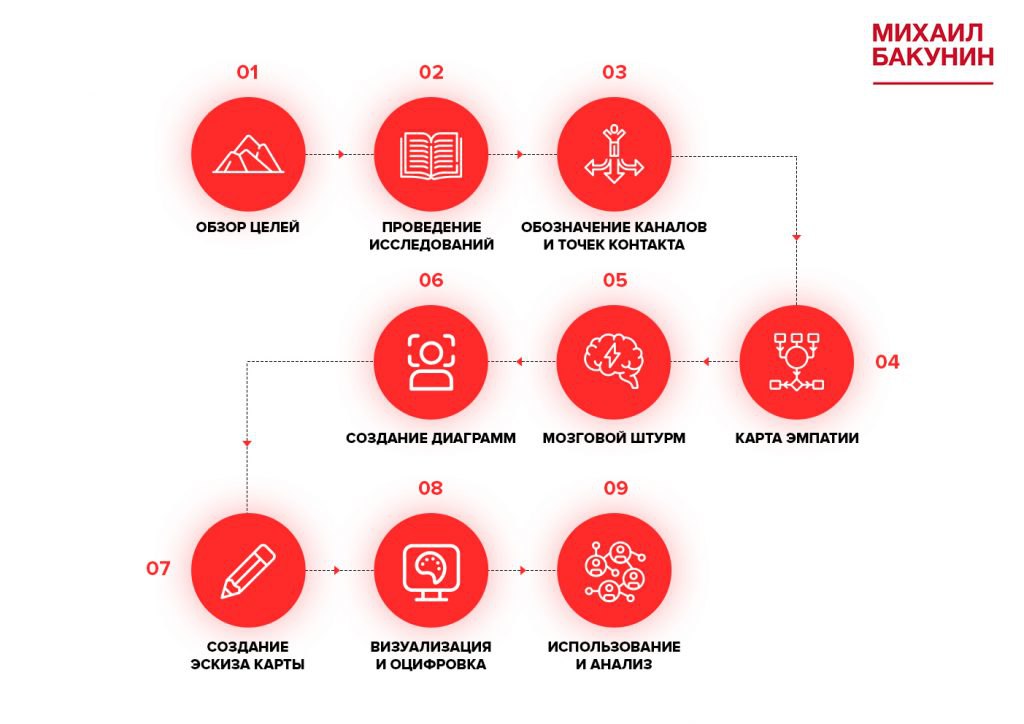 МИХАИЛ
БАКУНИН
01
02
03
ОБЗОР ЦЕЛЕЙ
ПРОВЕДЕНИЕ
ИССЛЕДОВАНИЙ
ОБОЗНАЧЕНИЕ КАНАЛОВ
И ТОЧЕК КОНТАКТА
04
КАРТА ЭМПАТИИ
05
МОЗГОВОЙ ШТУРМ
06
СОЗДАНИЕ ДИАГРАММ
07
СОЗДАНИЕ
ЭСКИЗА КАРТЫ
08
ВИЗУАЛИЗАЦИЯ
И ОЦИФРОВКА
09
ИСПОЛЬЗОВАНИЕ
И АНАЛИЗ